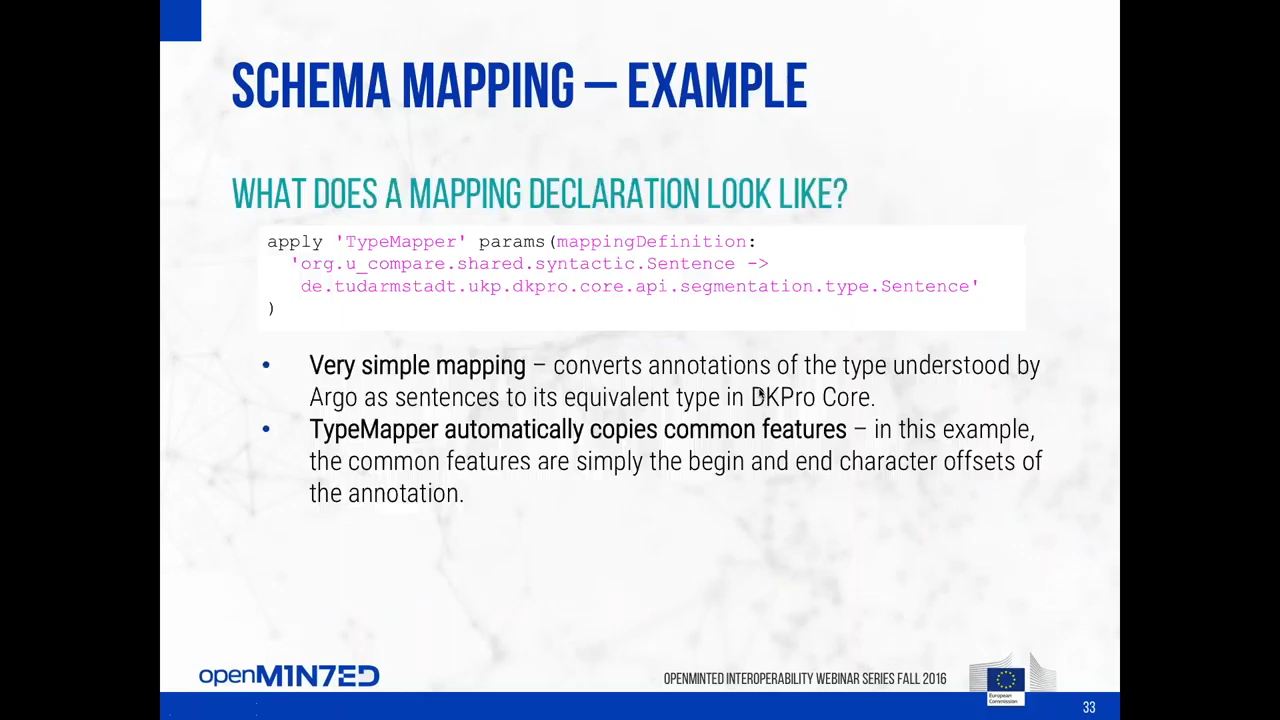 SCHEMA MAPPING – EXAMPLE
WHAT DOES A MAPPING DECLARATION LOOK LIKE?
apply 'TypeMapper' params(mappingDefinition:
'org.u_compare.shared.syntactic.Sentence ->
de.tudarmstadt.ukp.dkpro.core.api.segmentation.type.Sentence'
)
• Very simple mapping – converts annotations of the type understood by
Argo as sentences to its equivalent type in DKPro Core.
• TypeMapper automatically copies common features – in this example,
the common features are simply the begin and end character offsets of
the annotation.
openM1N7ED
OPENMINTED INTEROPERABILITY WEBINAR SERIES FALL 2016
European
Commission
33